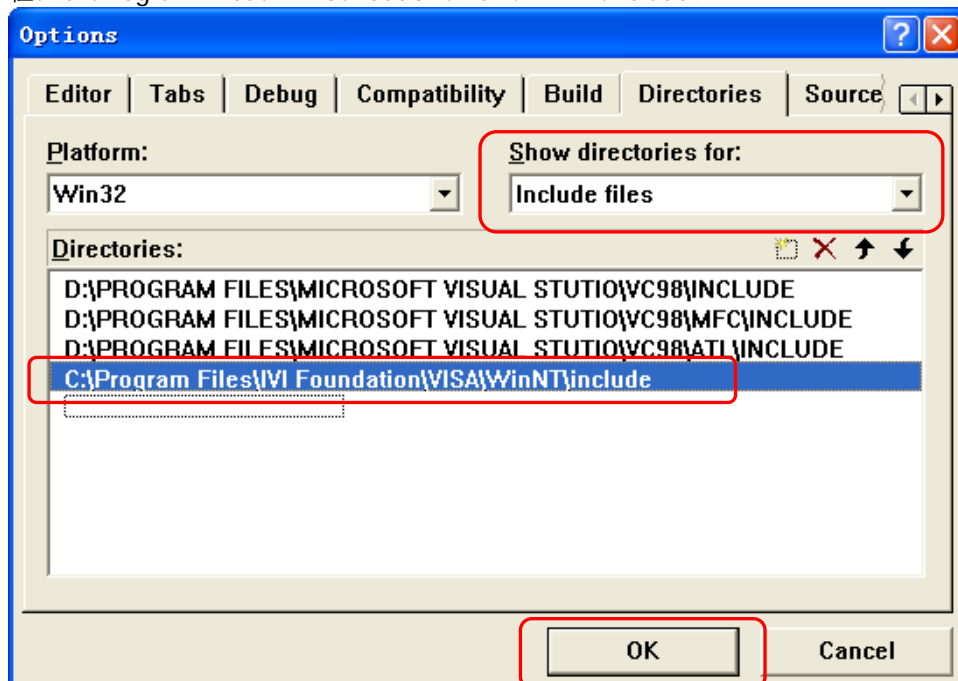 Options
Editor Tabs Debug Compatibility Build Directories Source
Platform: Show directories for:
Win32 Include files
Directories:
D:\PROGRAM FILES\MICROSOFT VISUAL STUTIO\VC98\INCLUDE
D:\PROGRAM FILES\MICROSOFT VISUAL STUTIO\VC98\MFC\INCLUDE
D:\PROGRAM FILES\MICROSOFT VISUAL STUTIO\VC98\ATL\INCLUDE
C:\Program Files\IVI Foundation\VISA\WinNT\include
OK Cancel